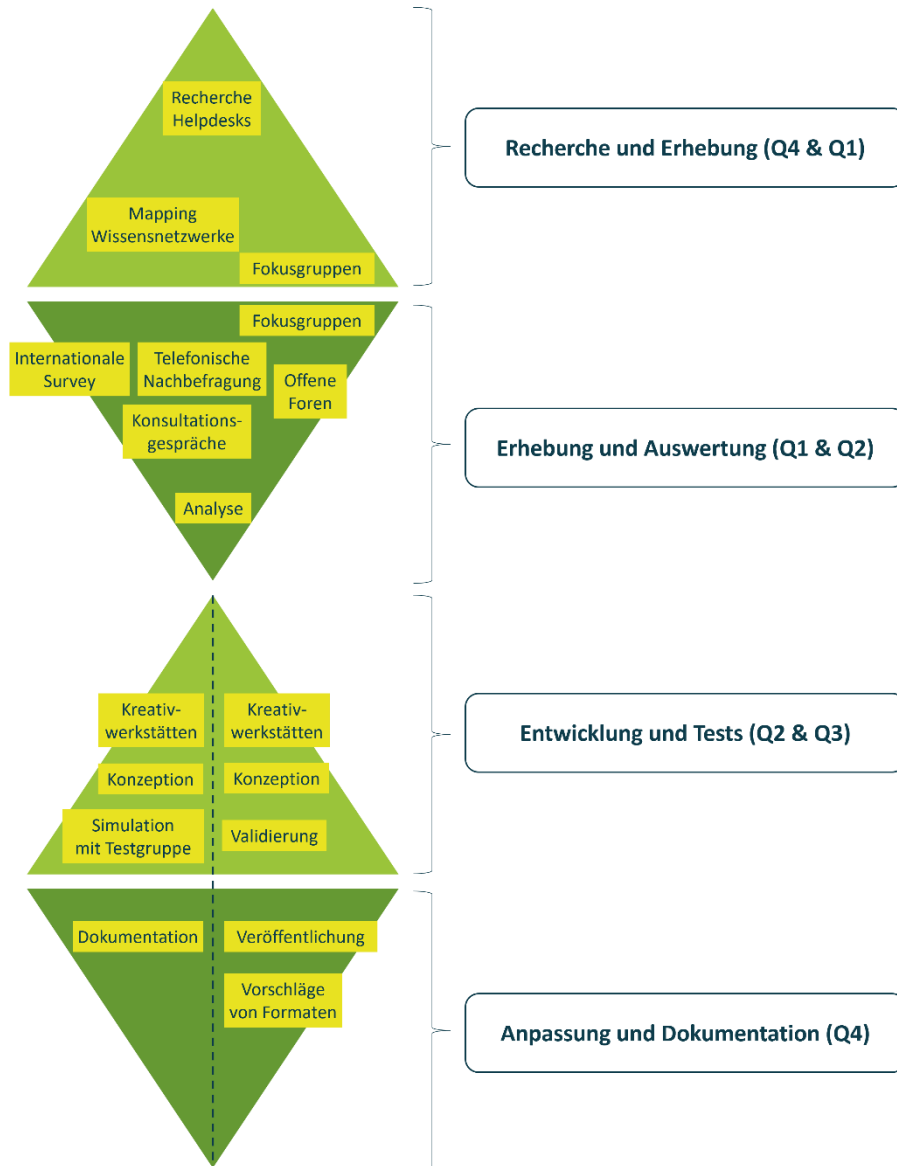 Recherche
Helpdesks
Mapping
Wissensnetzwerke
Fokusgruppen
Recherche und Erhebung (Q4 & Q1)
Fokusgruppen
Internationale
Survey
Telefonische
Nachbefragung
Offene
Foren
Konsultations-
gespräche
Analyse
Erhebung und Auswertung (Q1 & Q2)
Kreativ-
werkstätten
Kreativ-
werkstätten
Konzeption
Konzeption
Simulation
mit Testgruppe
Validierung
Entwicklung und Tests (Q2 & Q3)
Dokumentation
Veröffentlichung
Vorschläge
von Formaten
Anpassung und Dokumentation (Q4)